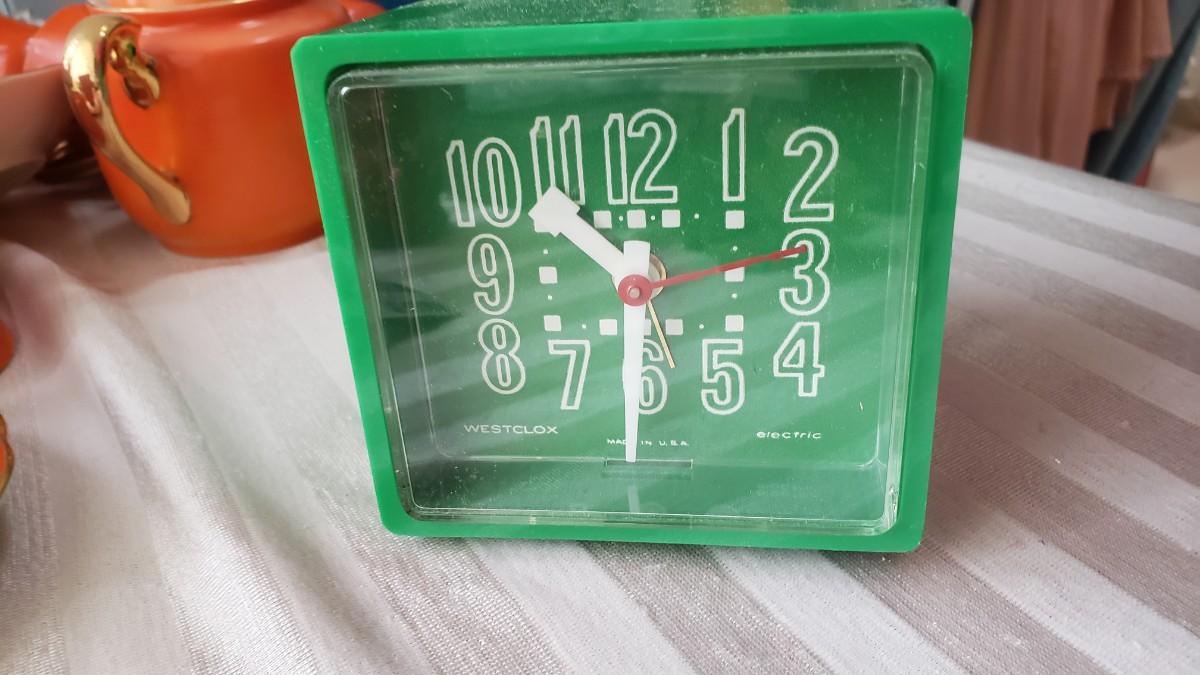 10 11 12 1 2
9 3
8 7 6 5 4
WESTCLOX MADE IN U.S.A. electric